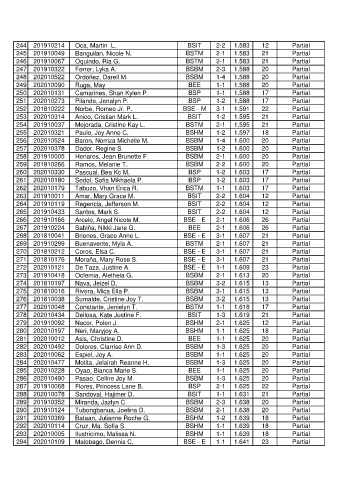 244 201910214 Oca, Martin L. BSIT 2-2 1.583 12 Partial
245 201910049 Banguilan, Nicole N. BSTM 2-1 1.583 21 Partial
246 201910067 Oquindo, Ria G. BSTM 2-1 1.583 21 Partial
247 201910322 Ferrer, Lyka A. BSBM 2-3 1.588 20 Partial
248 202010522 Ordoñez, Darell M. BSBM 1-4 1.588 20 Partial
249 202010090 Ruga, May BEE 1-1 1.588 20 Partial
250 202010131 Camarines, Shan Kylen P. BSP 1-1 1.588 17 Partial
251 202010273 Pilande, Jenalyn P. BSP 1-2 1.588 17 Partial
252 201810222 Norbe, Romeo Jr. P. BSE - M 3-1 1.591 22 Partial
253 202010314 Anico, Cristian Mark L. BSIT 1-2 1.595 21 Partial
254 201910037 Mejorada, Cristine Kay L. BSTM 2-1 1.595 21 Partial
255 202010321 Paulo, Joy Anne C. BSHM 1-2 1.597 18 Partial
256 202010524 Baron, Norriza Michelle M. BSBM 1-4 1.600 20 Partial
257 202010378 Dador, Regine S. BSBM 1-2 1.600 20 Partial
258 201910005 Henares, Jean Brunette F. BSBM 2-1 1.600 20 Partial
259 201910266 Ramos, Melanie T. BSBM 2-2 1.600 20 Partial
260 202010330 Pascual, Bea Kc M. BSP 1-2 1.603 17 Partial
261 202010180 Sedol, Sofia Mikhaela P. BSP 1-2 1.603 17 Partial
262 202010179 Tabuzo, Vhan Erica R. BSTM 1-1 1.603 17 Partial
263 201910011 Amar, Mary Grace M. BSIT 2-2 1.604 12 Partial
264 201910119 Regencia, Jefferson M. BSIT 2-2 1.604 12 Partial
265 201910433 Santos, Mark S. BSIT 2-2 1.604 12 Partial
266 201910166 Arcelo, Angel Nicole M. BSE - E 2-1 1.606 26 Partial
267 201910224 Sabiña, Nikki Jane G. BEE 2-1 1.606 26 Partial
268 201810041 Briones, Grace Anne L. BSE - E 3-1 1.607 21 Partial
269 201910299 Buenavente, Myla A. BSTM 2-1 1.607 21 Partial
270 201810212 Coros, Elsa C. BSE - E 3-1 1.607 21 Partial
271 201810176 Moraña, Mary Rose S. BSE - E 3-1 1.607 21 Partial
272 202010121 De Taza, Justine A. BSE - E 1-1 1.609 23 Partial
273 201910418 Octemia, Aletheia G. BSBM 2-1 1.613 20 Partial
274 201810197 Nava, Jeizel D. BSBM 3-2 1.615 13 Partial
275 201810016 Rivera, Mica Ella P. BSBM 3-1 1.615 13 Partial
276 201810038 Surratde, Cristine Joy T. BSBM 3-2 1.615 13 Partial
277 202010048 Constante, Jemielyn T. BSTM 1-1 1.618 17 Partial
278 202010434 Dellosa, Kate Justine F. BSIT 1-3 1.619 21 Partial
279 201910092 Nacor, Polen J. BSHM 2-1 1.625 12 Partial
280 202010197 Neri, Maryjoy A. BSHM 1-1 1.625 18 Partial
281 202010012 Asis, Christine D. BEE 1-1 1.625 20 Partial
282 202010492 Dolores, Clarrise Ann D. BSBM 1-3 1.625 20 Partial
283 202010062 Espiel, Joy A. BSBM 1-1 1.625 20 Partial
284 202010477 Motita, Jelairah Reanne H. BSBM 1-3 1.625 20 Partial
285 202010228 Oyao, Bianca Marie S. BEE 1-1 1.625 20 Partial
286 202010490 Pasao, Celine Joy M. BSBM 1-3 1.625 20 Partial
287 201910068 Flores, Princess Lane B. BSP 2-1 1.625 22 Partial
288 202010078 Sandoval, Hajimer D. BSIT 1-1 1.631 21 Partial
289 201910352 Miranda, Jazlyn C. BSBM 2-3 1.638 20 Partial
290 201910124 Tubongbanua, Joelina D. BSBM 2-1 1.638 20 Partial
291 202010369 Bataan, Julianne Roche G. BSHM 1-2 1.639 18 Partial
292 202010114 Cruz, Ma. Sofia S. BSHM 1-1 1.639 18 Partial
293 202010005 Ilustricimo, Malissa N. BSHM 1-1 1.639 18 Partial
294 202010109 Malobago, Dennis C. BSE - E 1-1 1.641 23 Partial